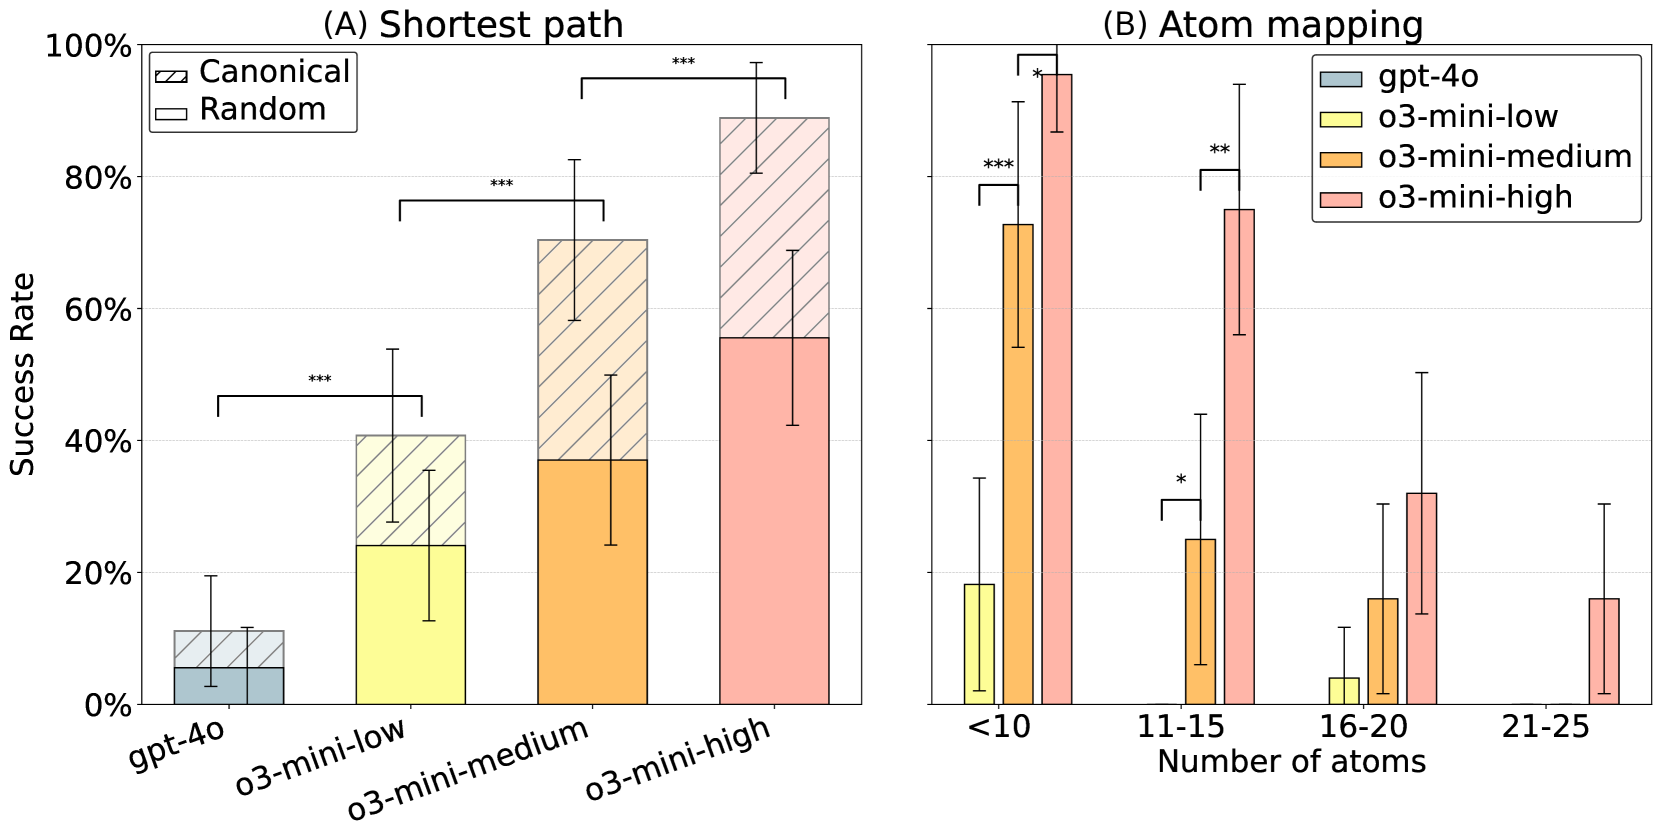 (A) Shortest path
100%
80%
60%
40%
20%
0%
Success Rate
Canonical
Random
***
***
***
gpt-4o
o3-mini-low
o3-mini-medium
o3-mini-high
(B) Atom mapping
gpt-4o
o3-mini-low
o3-mini-medium
o3-mini-high
***
*
*
**
<10
11-15
16-20
21-25
Number of atoms